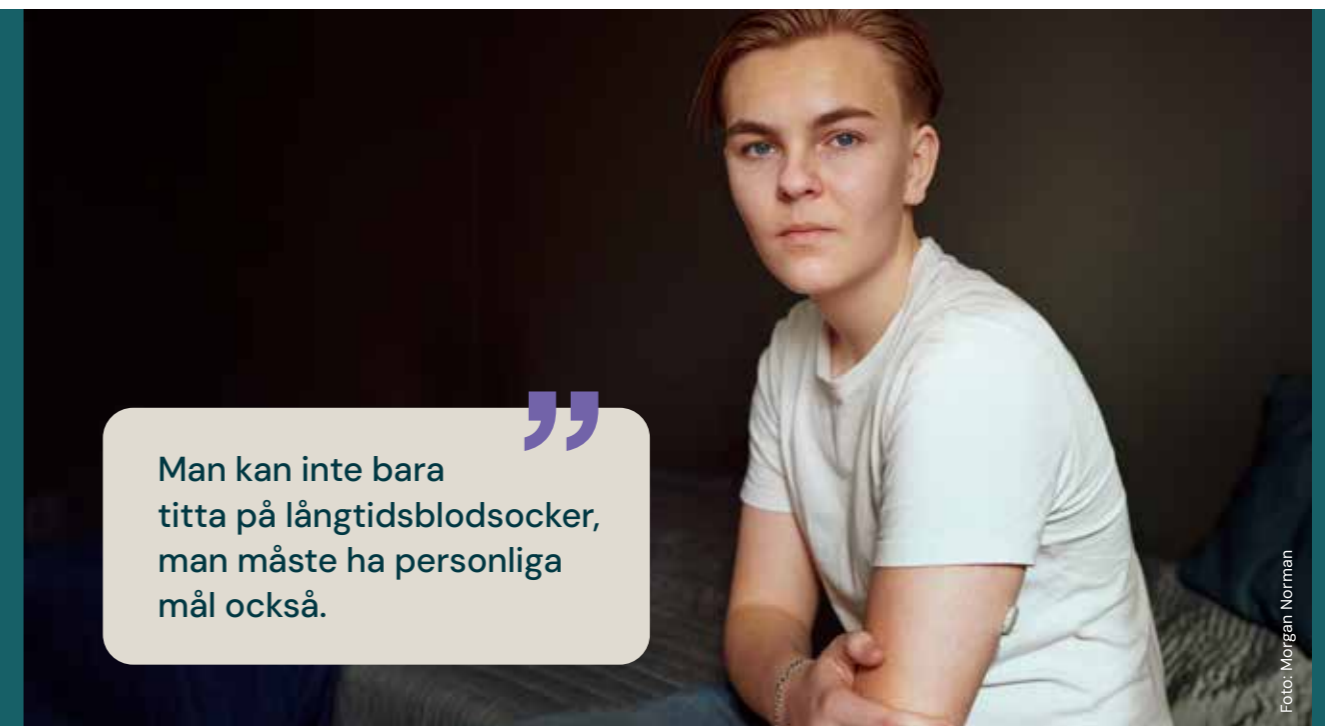 ”
Man kan inte bara
titta på långtidsblodsocker,
man måste ha personliga
mål också.
Foto: Morgan Norman